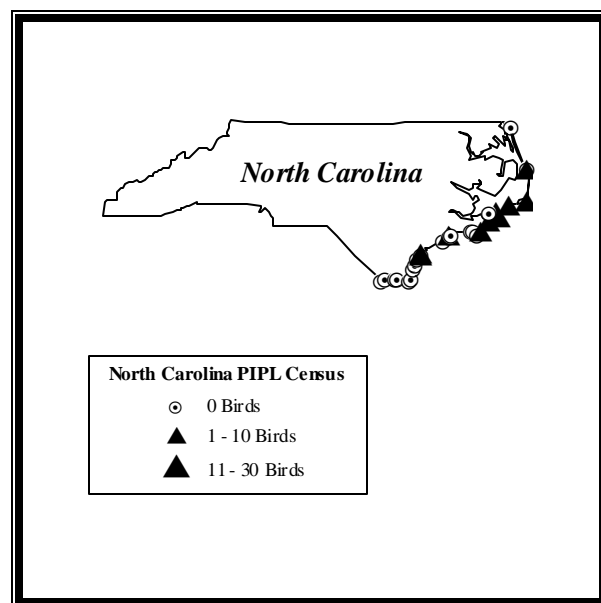 North Carolina
North Carolina PIPL Census
0 Birds
1 - 10 Birds
11 - 30 Birds